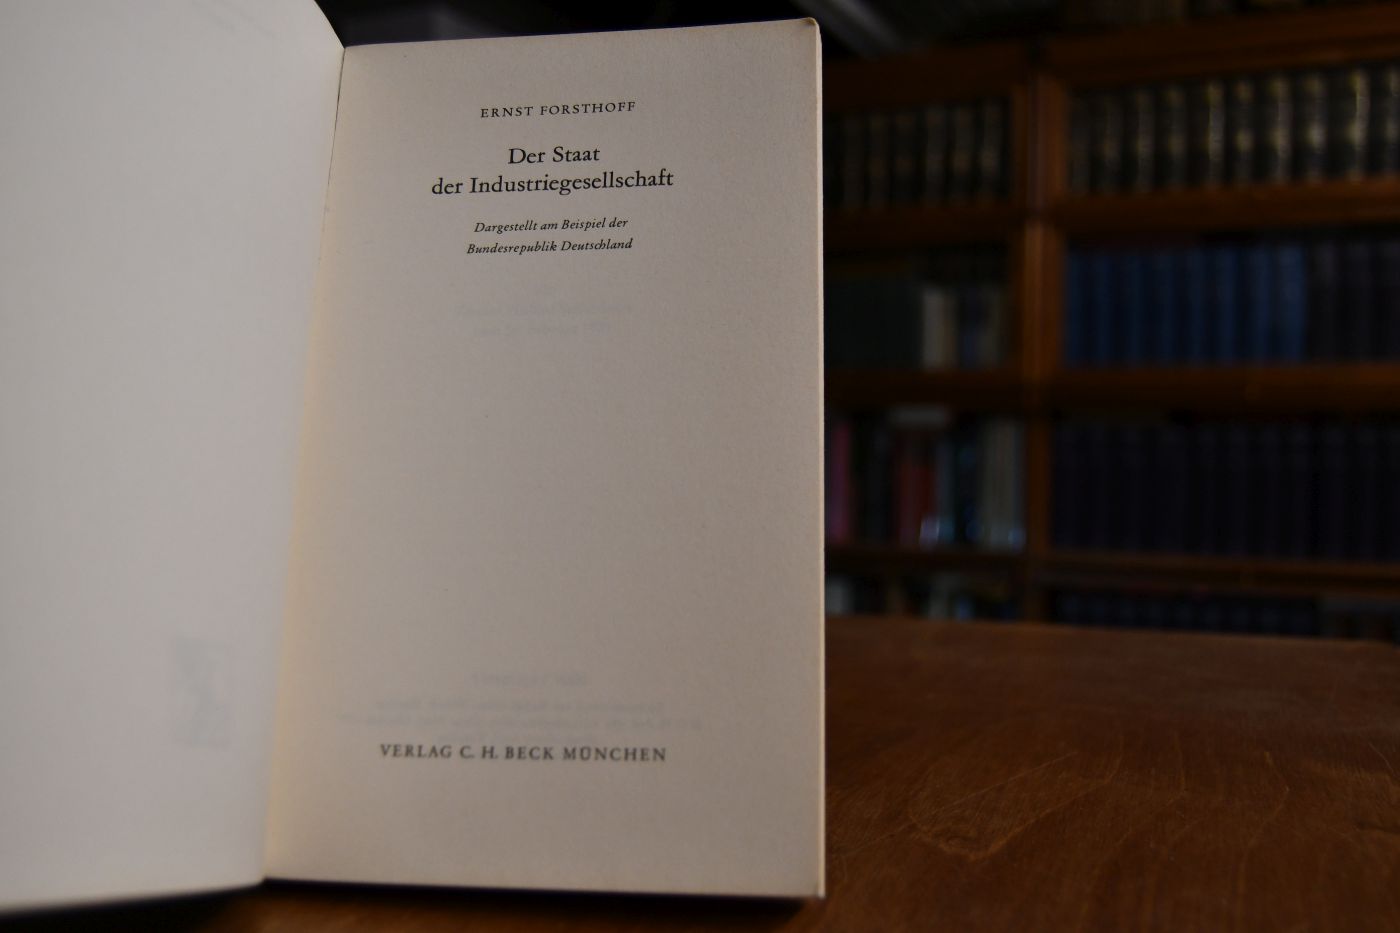 ERNST FORSTHOFF
Der Staat
der Industriegesellschaft
Dargestellt am Beispiel der
Bundesrepublik Deutschland
VERLAG C. H. BECK MÜNCHEN